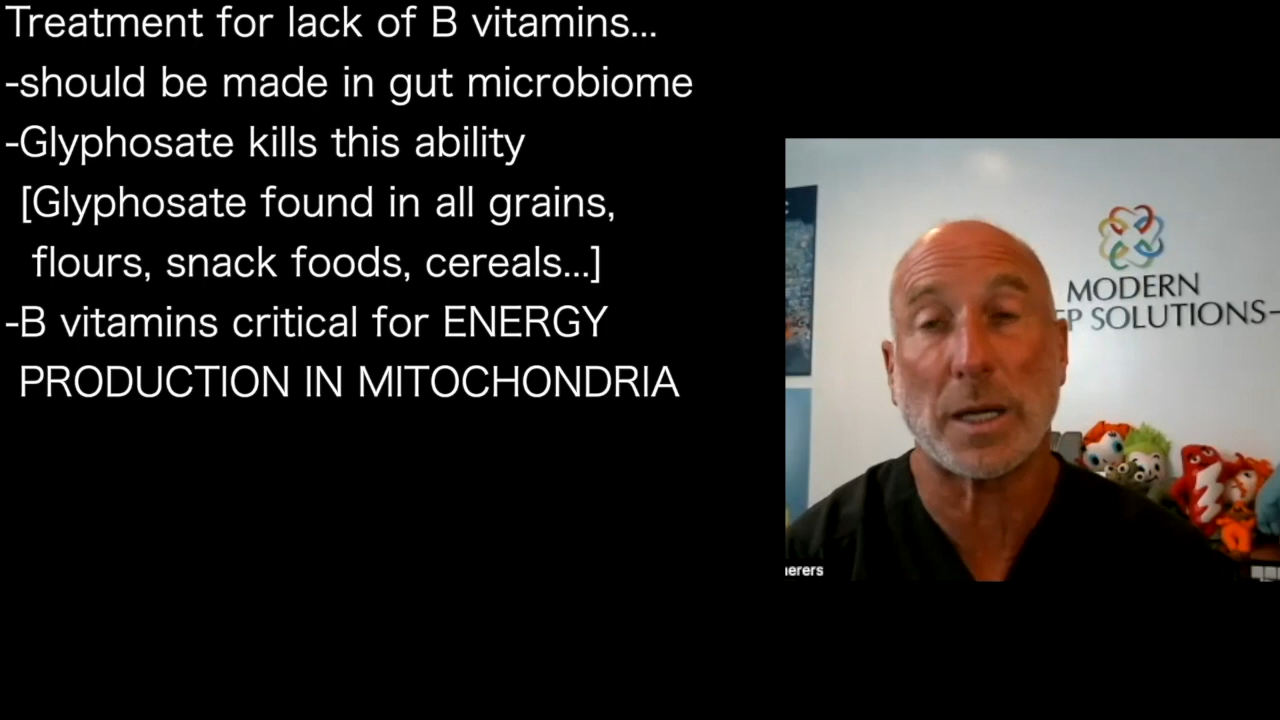 Treatment for lack of B vitamins...
-should be made in gut microbiome
-Glyphosate kills this ability
[Glyphosate found in all grains,
flours, snack foods, cereals...]
-B vitamins critical for ENERGY
PRODUCTION IN MITOCHONDRIA
MODERN
SOLUTIONS-